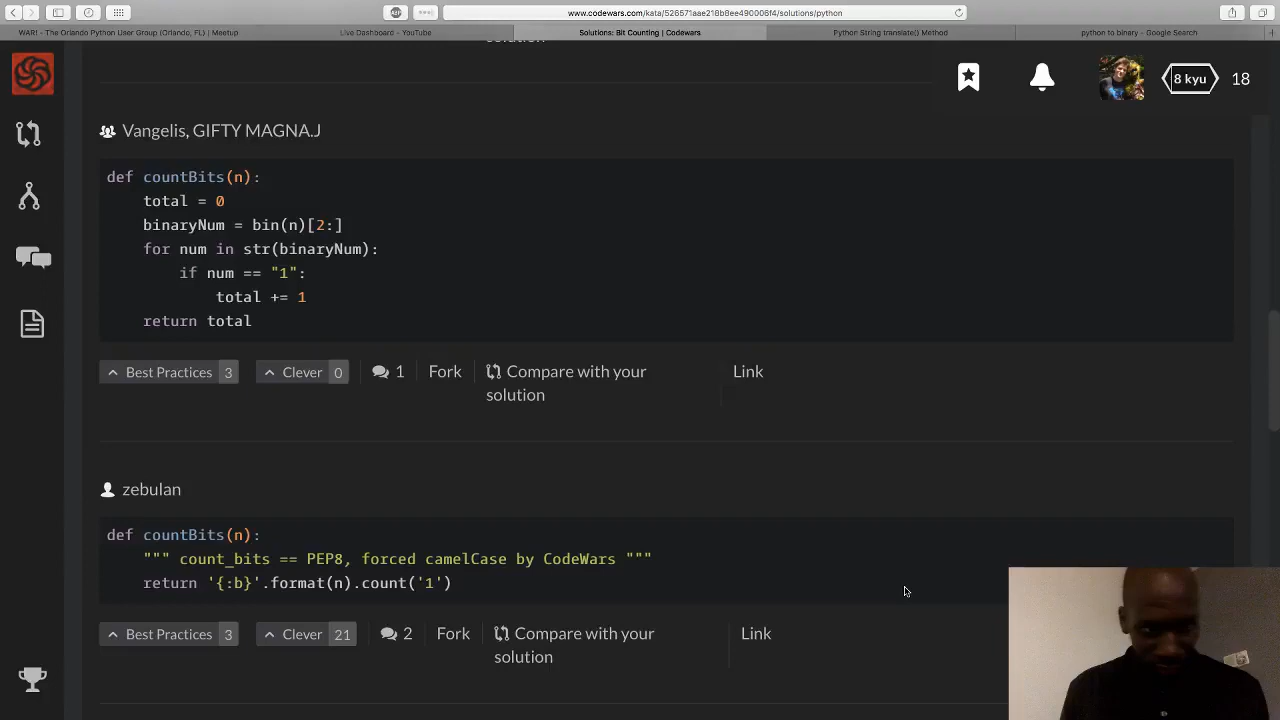 www.codewars.com/kata/526571aae218b8ee490006f4/solutions/python
WAR! - The Orlando Python User Group (Orlando, FL) | Meetup
Live Dashboard - YouTube
Solutions: Bit Counting | Codewars
Python String translate() Method
python to binary - Google Search
8 kyu
18
Vangelis, GIFTY MAGNA.J
def countBits(n):
total = 0
binaryNum = bin(n)[2:]
for num in str(binaryNum):
if num == "1":
total += 1
return total
Best Practices 3
Clever 0
1
Fork
Compare with your
solution
Link
zebulan
def countBits(n):
""" count_bits == PEP8, forced camelCase by CodeWars """
return '{:b}'.format(n).count('1')
Best Practices 3
Clever 21
2
Fork
Compare with your
solution
Link